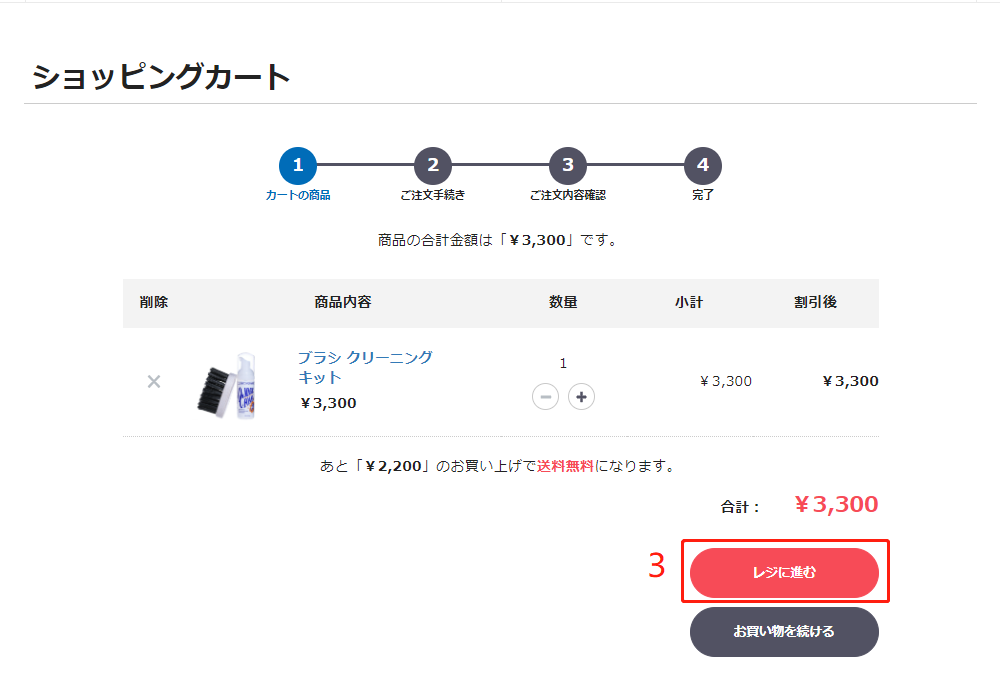 ショッピングカート
1 2 3 4
カートの商品 ご注文手続き ご注文内容確認 完了
商品の合計金額は「￥3,300」です。
削除 商品内容 数量 小計 割引後
ブラシ クリーニング
キット
￥3,300
1
￥3,300 ￥3,300
あと「￥2,200」のお買い上げで送料無料になります。
合計： ￥3,300
3 レジに進む
お買い物を続ける